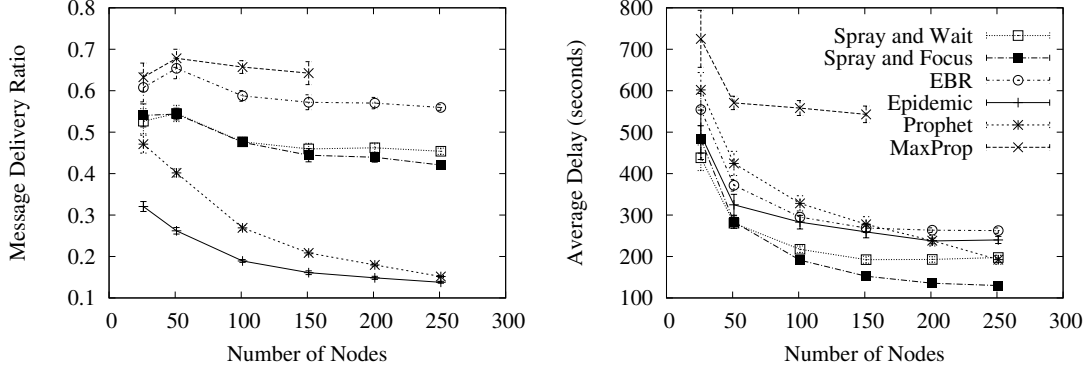 0.8
0.7
0.6
0.5
0.4
0.3
0.2
0.1
0 50 100 150 200 250 300
Message Delivery Ratio
Number of Nodes
800
700
600
500
400
300
200
100
0 50 100 150 200 250 300
Average Delay (seconds)
Number of Nodes
Spray and Wait
Spray and Focus
EBR
Epidemic
Prophet
MaxProp